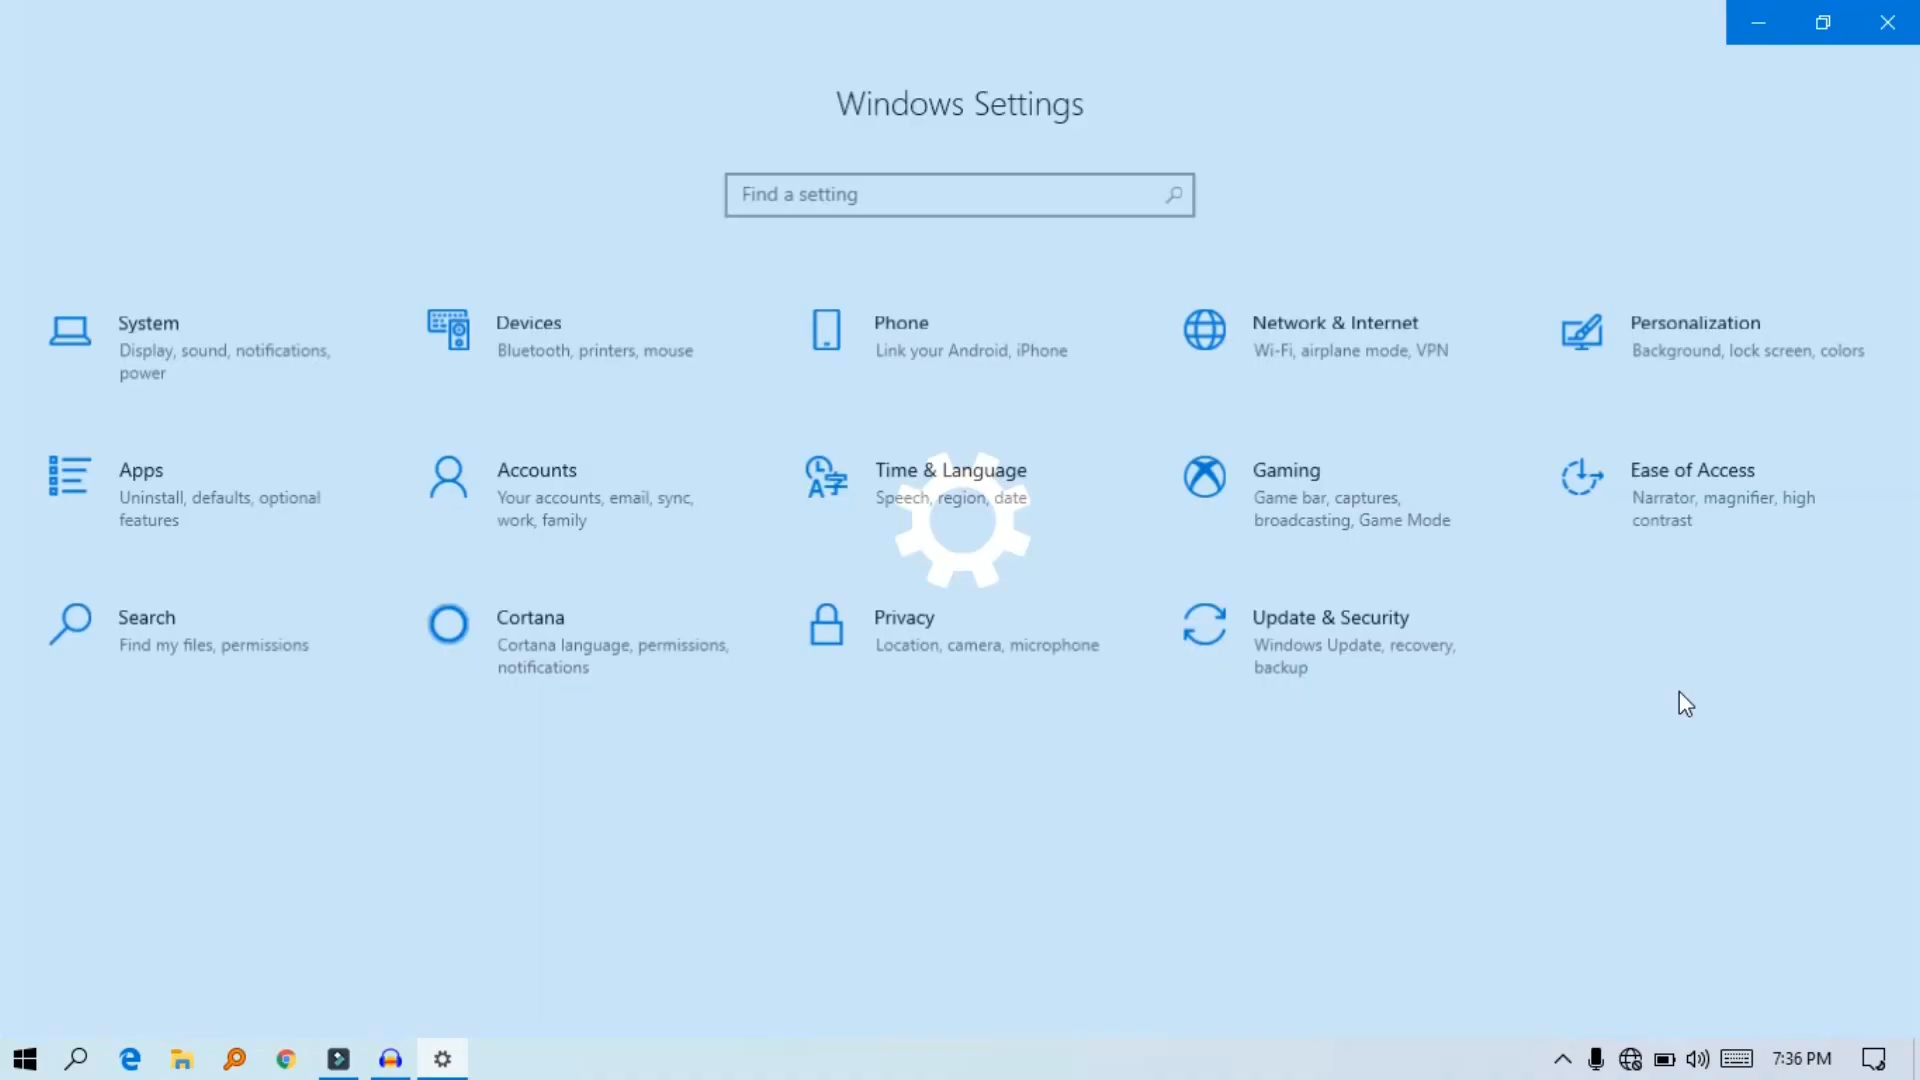 Windows Settings
Find a setting
System
Display, sound, notifications,
power
Devices
Bluetooth, printers, mouse
Phone
Link your Android, iPhone
Network & Internet
Wi-Fi, airplane mode, VPN
Personalization
Background, lock screen, colors
Apps
Uninstall, defaults, optional
features
Accounts
Your accounts, email, sync,
work, family
Time & Language
Speech, region, date
Gaming
Game bar, captures,
broadcasting, Game Mode
Ease of Access
Narrator, magnifier, high
contrast
Search
Find my files, permissions
Cortana
Cortana language, permissions,
notifications
Privacy
Location, camera, microphone
Update & Security
Windows Update, recovery,
backup
7:36 PM